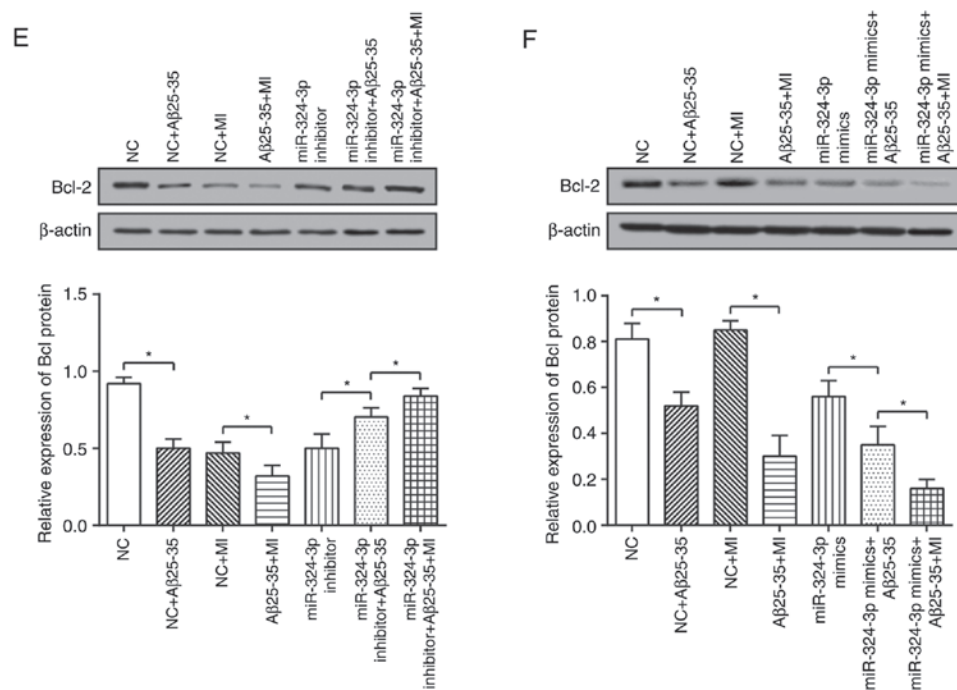 E
NC
NC+Aβ25-35
NC+MI
Aβ25-35+MI
miR-324-3p
inhibitor
miR-324-3p
inhibitor+Aβ25-35
miR-324-3p
inhibitor+Aβ25-35+MI
Bcl-2
β-actin
Relative expression of Bcl protein
1.5
1.0
0.5
0.0
*
*
*
*
NC
NC+Aβ25-35
NC+MI
Aβ25-35+MI
miR-324-3p
inhibitor
miR-324-3p
inhibitor+Aβ25-35
miR-324-3p
inhibitor+Aβ25-35+MI
F
NC
NC+Aβ25-35
NC+MI
Aβ25-35+MI
miR-324-3p
mimics
miR-324-3p mimics+
Aβ25-35
miR-324-3p mimics+
Aβ25-35+MI
Bcl-2
β-actin
Relative expression of Bcl protein
1.0
0.8
0.6
0.4
0.2
0.0
*
*
*
*
NC
NC+Aβ25-35
NC+MI
Aβ25-35+MI
miR-324-3p
mimics
miR-324-3p mimics+
Aβ25-35
miR-324-3p mimics+
Aβ25-35+MI